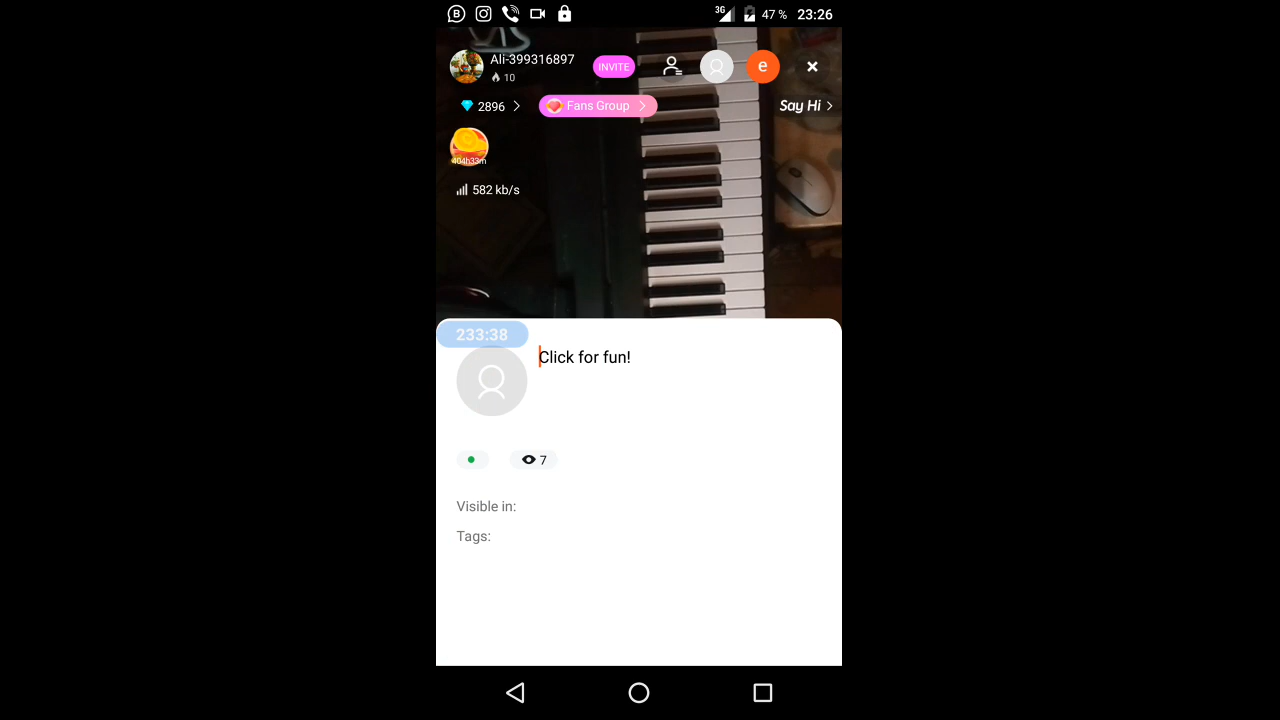 3G 47 % 23:26
Ali-399316897
10
INVITE
e
2896
Fans Group
Say Hi
404h33m
582 kb/s
233:38
Click for fun!
7
Visible in:
Tags: